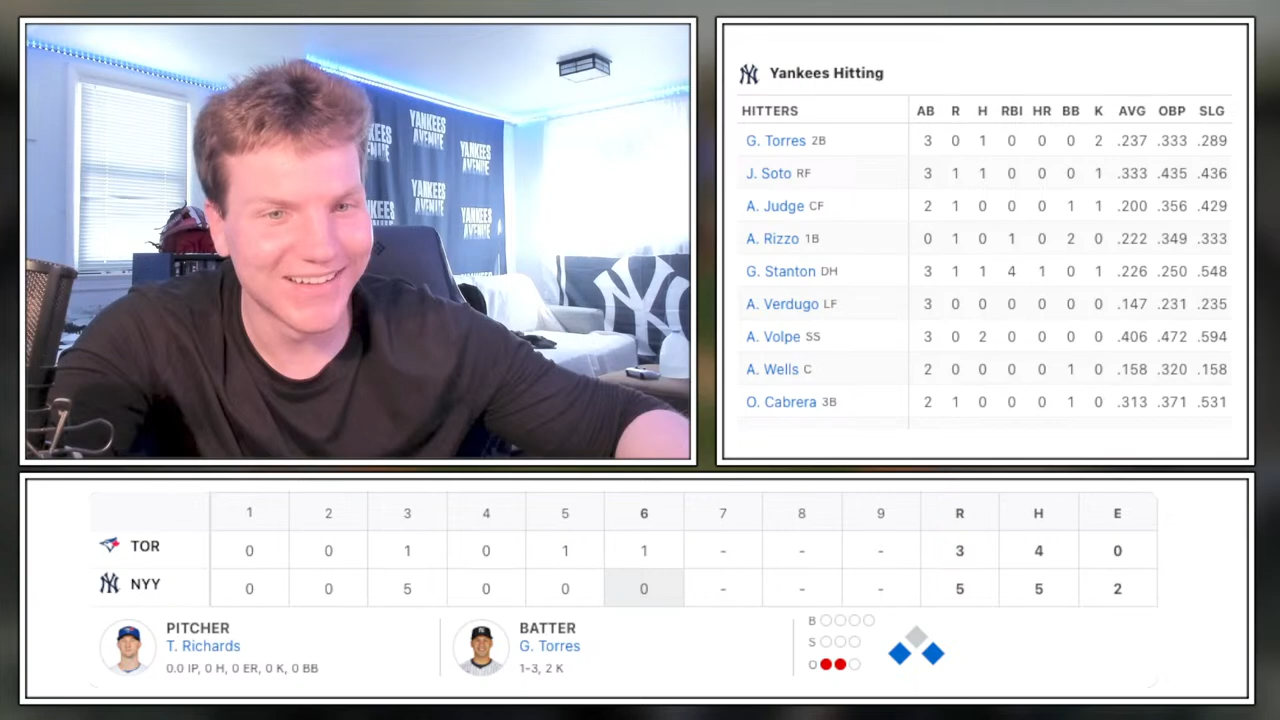 YANKEES
AVENUE
YANKEES
AVENUE
YANKEES
AVENUE
YANKEES
AVENUE
Yankees Hitting
HITTERS AB R H RBI HR BB K AVG OBP SLG
G. Torres 2B 3 0 1 0 0 0 2 .237 .333 .289
J. Soto RF 3 1 1 0 0 0 1 .333 .435 .436
A. Judge CF 2 1 0 0 0 1 1 .200 .356 .429
A. Rizzo 1B 0 1 0 1 0 2 0 .222 .349 .333
G. Stanton DH 3 1 1 4 1 0 1 .226 .250 .548
A. Verdugo LF 3 0 0 0 0 0 0 .147 .231 .235
A. Volpe SS 3 0 2 0 0 0 0 .406 .472 .594
A. Wells C 2 0 0 0 0 1 0 .158 .320 .158
O. Cabrera 3B 2 1 0 0 0 1 0 .313 .371 .531
1 2 3 4 5 6 7 8 9 R H E
TOR 0 0 1 0 1 1 - - - 3 4 0
NYY 0 0 5 0 0 0 - - - 5 5 2
PITCHER
T. Richards
0.0 IP, 0 H, 0 ER, 0 K, 0 BB
BATTER
G. Torres
1-3, 2 K
B
S
O